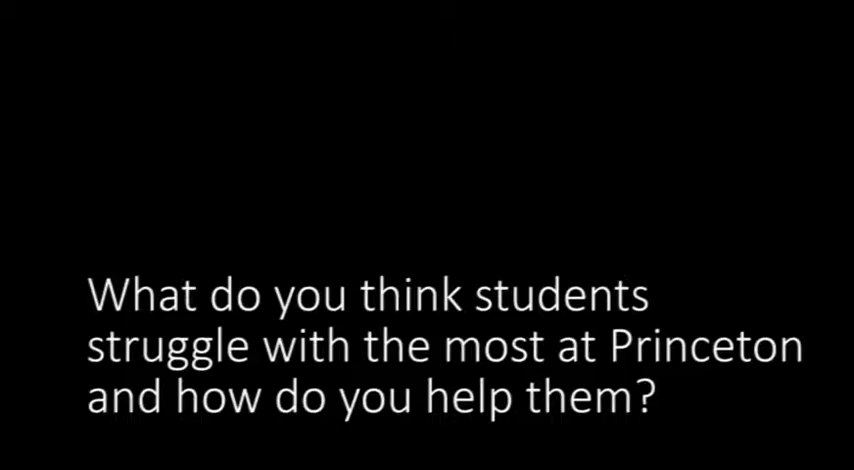 What do you think students
struggle with the most at Princeton
and how do you help them?